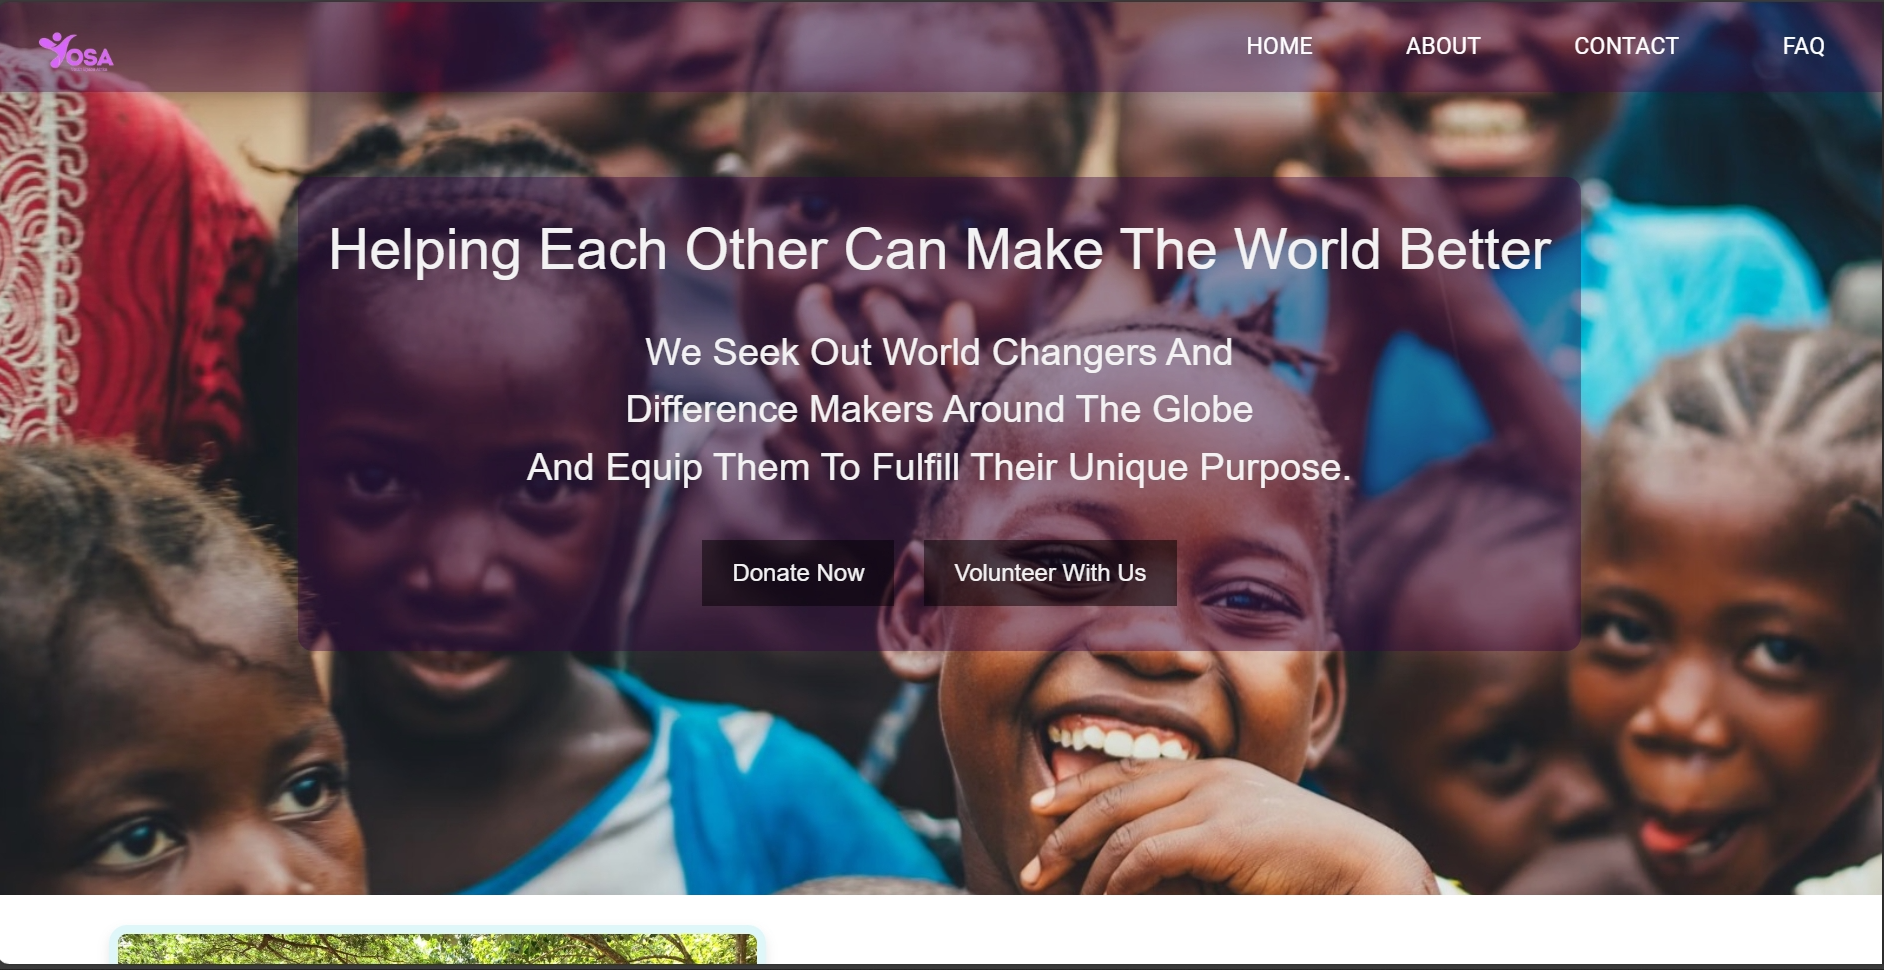 YOSA
HOME
ABOUT
CONTACT
FAQ
Helping Each Other Can Make The World Better
We Seek Out World Changers And
Difference Makers Around The Globe
And Equip Them To Fulfill Their Unique Purpose.
Donate Now
Volunteer With Us